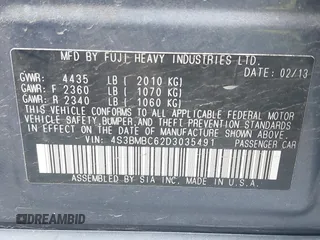 MFD BY FUJI HEAVY INDUSTRIES LTD.
DATE: 02/13
GVWR: 4435 LB ( 2010 KG)
GAWR: F 2360 LB ( 1070 KG)
GAWR: R 2340 LB ( 1060 KG)
THIS VEHICLE CONFORMS TO ALL APPLICABLE FEDERAL MOTOR
VEHICLE SAFETY, BUMPER, AND THEFT PREVENTION STANDARDS
IN EFFECT ON THE DATE OF MANUFACTURE SHOWN ABOVE.
VIN: 4S3BMBC62D3035491 PASSENGER CAR
ASSEMBLED BY SIA INC. MADE IN U.S.A.
DREAMBID